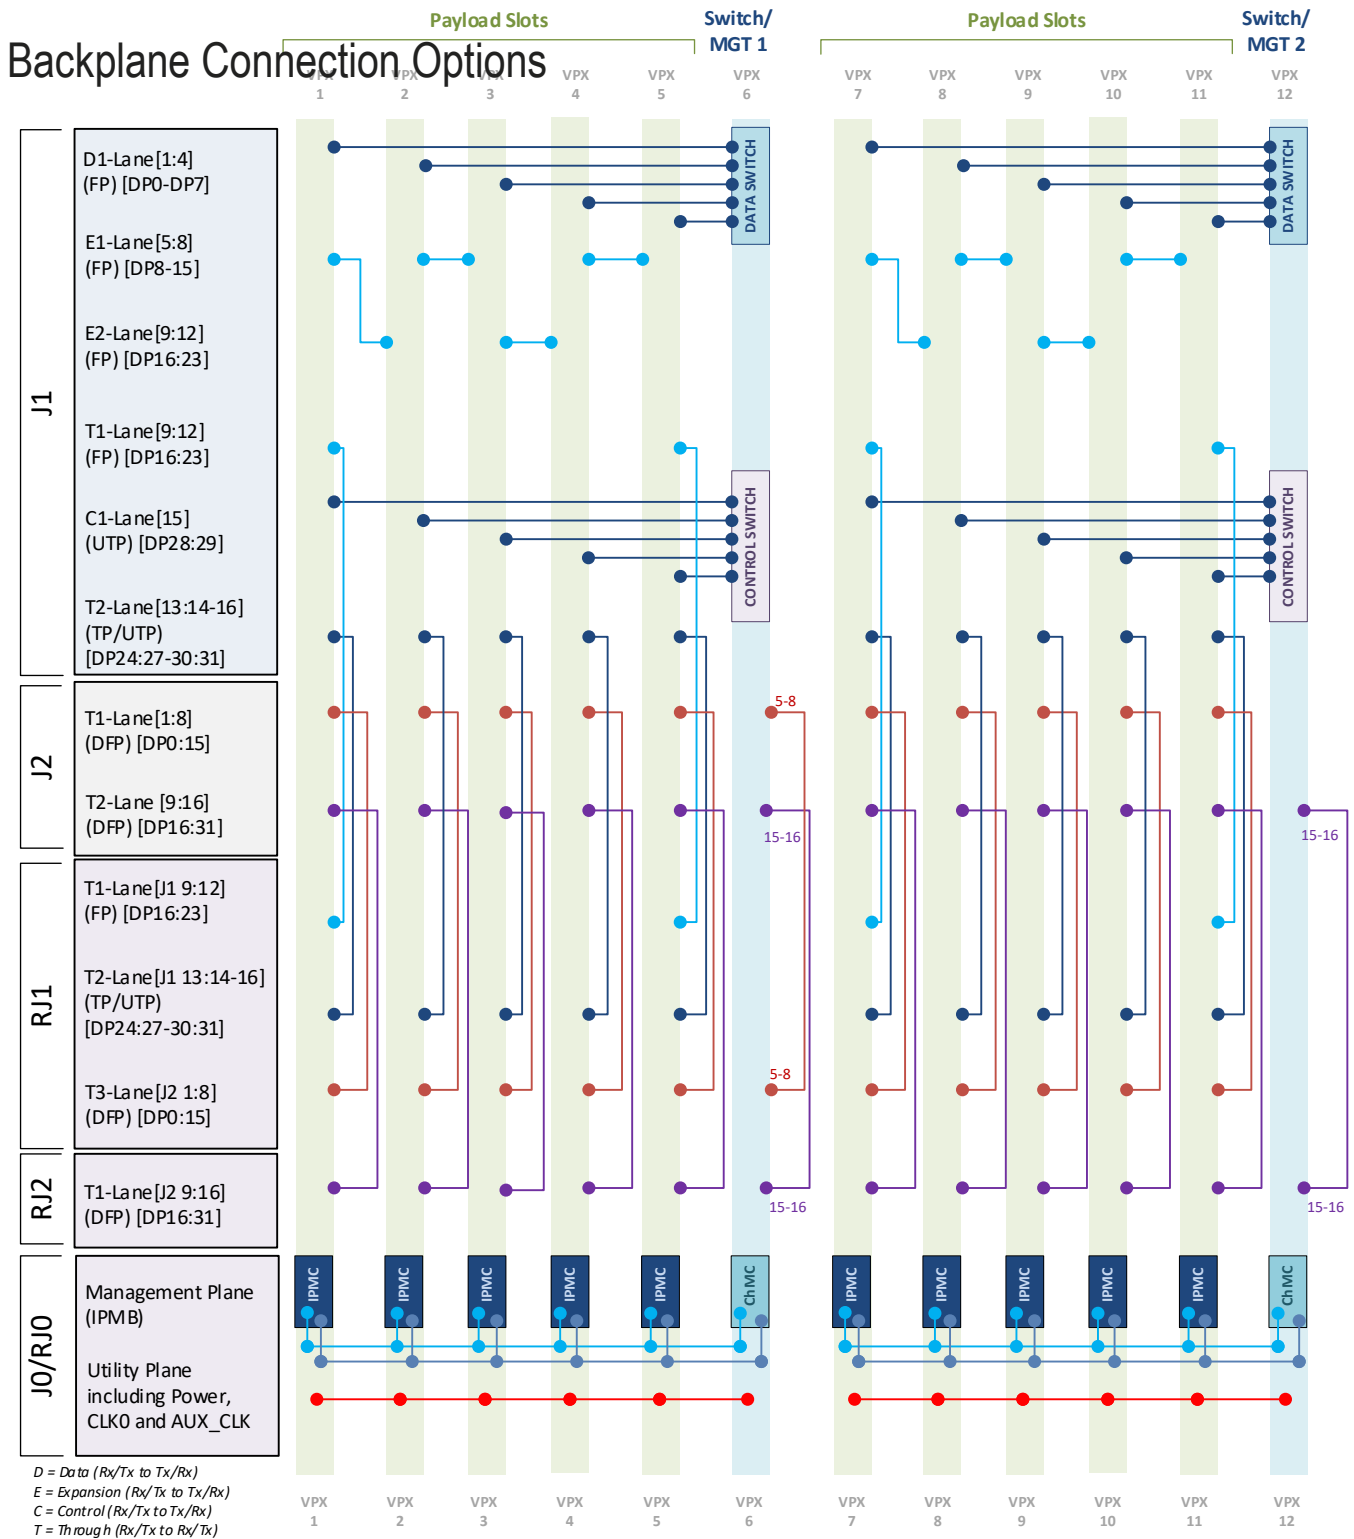 Payload Slots
Switch/
MGT 1
Payload Slots
Switch/
MGT 2
Backplane Connection Options
VPX
1
VPX
2
VPX
3
VPX
4
VPX
5
VPX
6
VPX
7
VPX
8
VPX
9
VPX
10
VPX
11
VPX
12
J1
D1-Lane[1:4]
(FP) [DP0-DP7]
E1-Lane[5:8]
(FP) [DP8-15]
E2-Lane[9:12]
(FP) [DP16:23]
T1-Lane[9:12]
(FP) [DP16:23]
C1-Lane[15]
(UTP) [DP28:29]
T2-Lane[13:14-16]
(TP/UTP)
[DP24:27-30:31]
DATA SWITCH
DATA SWITCH
CONTROL SWITCH
CONTROL SWITCH
J2
T1-Lane[1:8]
(DFP) [DP0:15]
T2-Lane [9:16]
(DFP) [DP16:31]
5-8
15-16
15-16
RJ1
T1-Lane[J1 9:12]
(FP) [DP16:23]
T2-Lane[J1 13:14-16]
(TP/UTP)
[DP24:27-30:31]
T3-Lane[J2 1:8]
(DFP) [DP0:15]
5-8
RJ2
T1-Lane[J2 9:16]
(DFP) [DP16:31]
15-16
15-16
J0/RJ0
Management Plane
(IPMB)
Utility Plane
including Power,
CLK0 and AUX_CLK
IPMC
IPMC
IPMC
IPMC
IPMC
ChMC
IPMC
IPMC
IPMC
IPMC
IPMC
ChMC
D = Data (Rx/Tx to Tx/Rx)
E = Expansion (Rx/Tx to Tx/Rx)
C = Control (Rx/Tx to Tx/Rx)
T = Through (Rx/Tx to Rx/Tx)
VPX
1
VPX
2
VPX
3
VPX
4
VPX
5
VPX
6
VPX
7
VPX
8
VPX
9
VPX
10
VPX
11
VPX
12